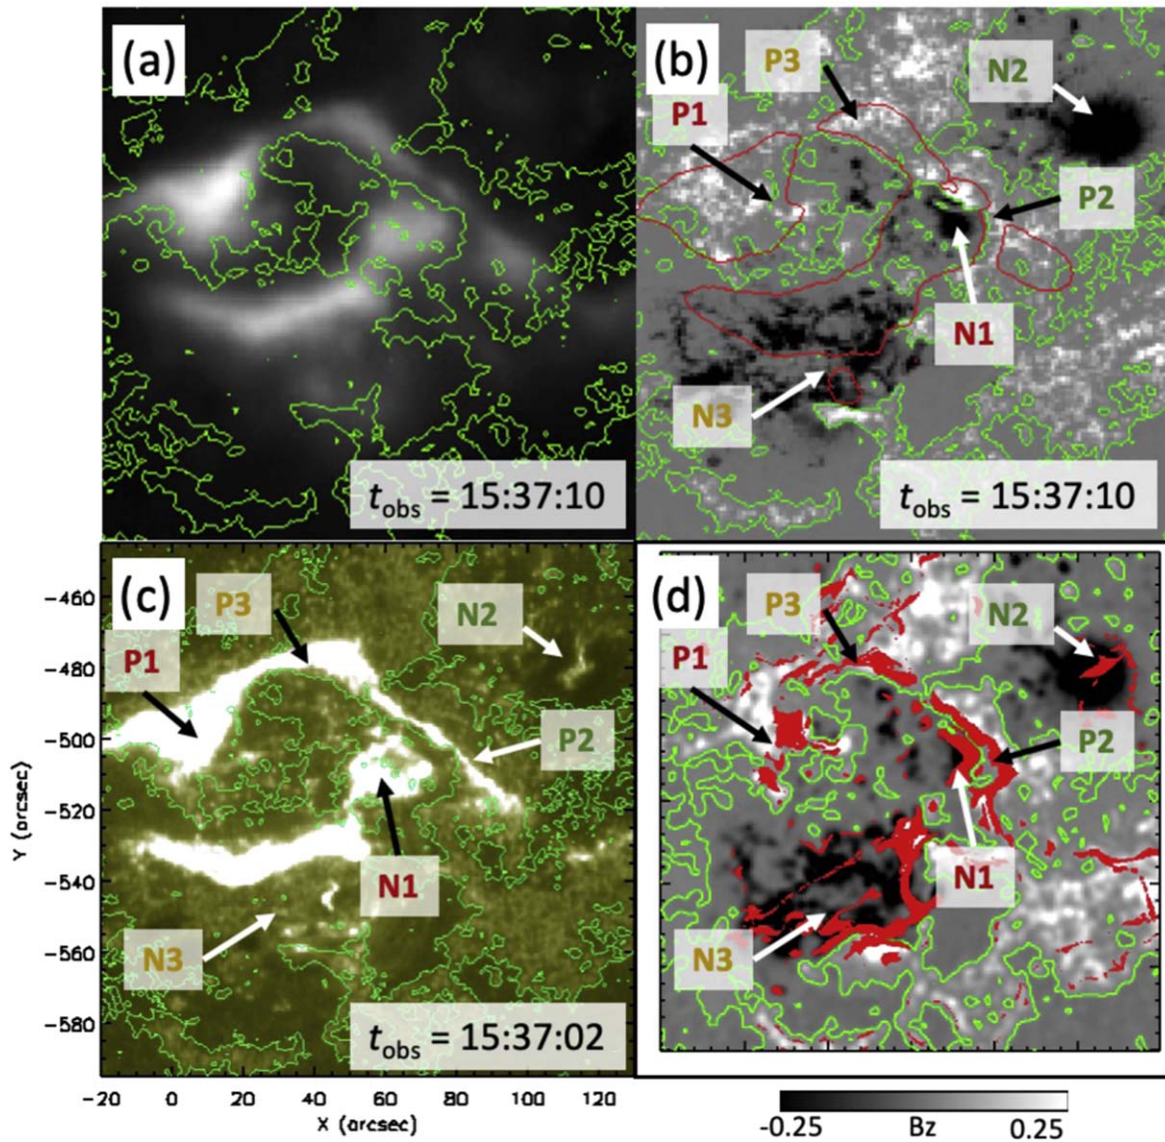 (a)
t_obs = 15:37:10
(b)
P3
N2
P1
P2
N1
N3
t_obs = 15:37:10
(c)
P3
N2
P1
P2
N1
N3
t_obs = 15:37:02
-460
-480
-500
-520
-540
-560
-580
Y (arcsec)
-20 0 20 40 60 80 100 120
X (arcsec)
(d)
P3
N2
P1
P2
N1
N3
-0.25 Bz 0.25